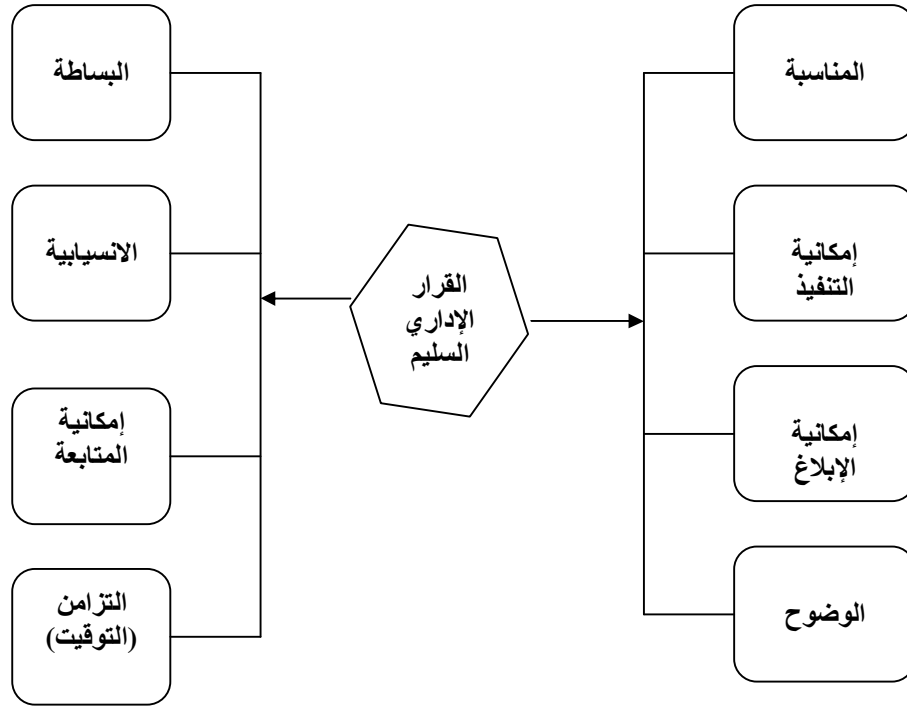 المناسبة
إمكانية
التنفيذ
إمكانية
الإبلاغ
الوضوح
القرار
الإداري
السليم
البساطة
الانسيابية
إمكانية
المتابعة
التزامن
(التوقيت)